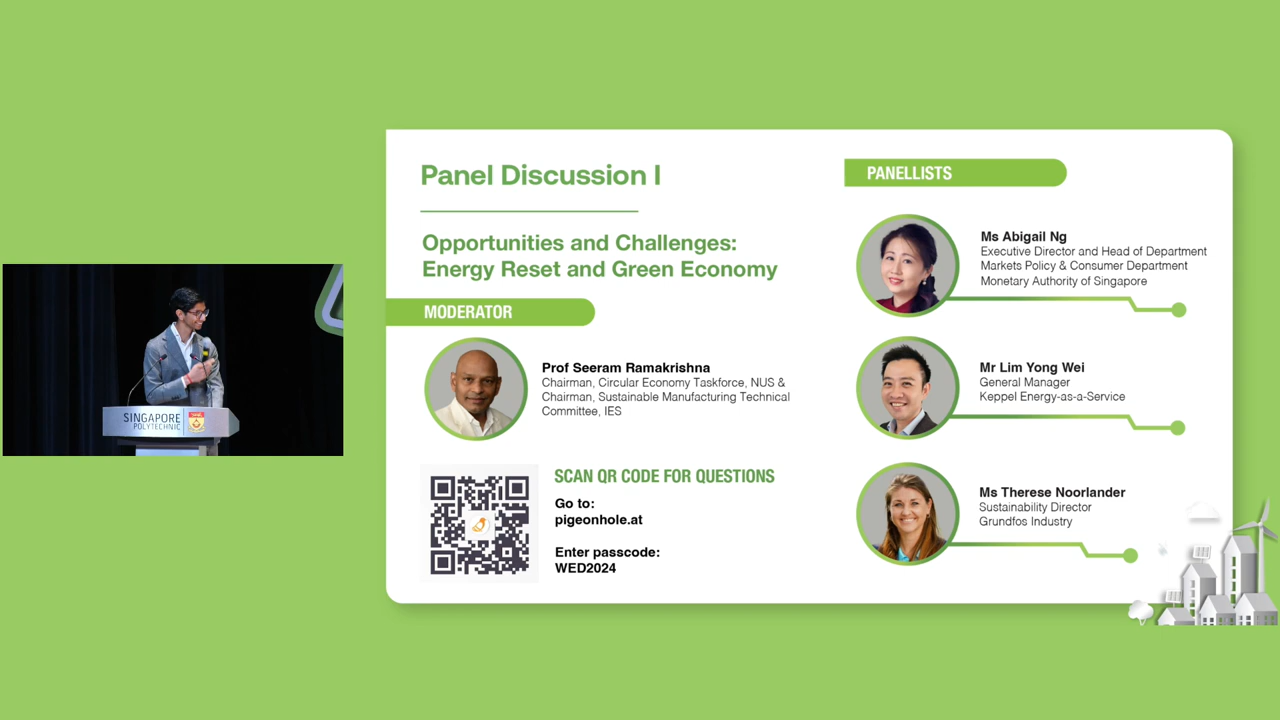 SINGAPORE
POLYTECHNIC
Panel Discussion I
Opportunities and Challenges:
Energy Reset and Green Economy
MODERATOR
Prof Seeram Ramakrishna
Chairman, Circular Economy Taskforce, NUS &
Chairman, Sustainable Manufacturing Technical
Committee, IES
SCAN QR CODE FOR QUESTIONS
Go to:
pigeonhole.at
Enter passcode:
WED2024
PANELLISTS
Ms Abigail Ng
Executive Director and Head of Department
Markets Policy & Consumer Department
Monetary Authority of Singapore
Mr Lim Yong Wei
General Manager
Keppel Energy-as-a-Service
Ms Therese Noorlander
Sustainability Director
Grundfos Industry